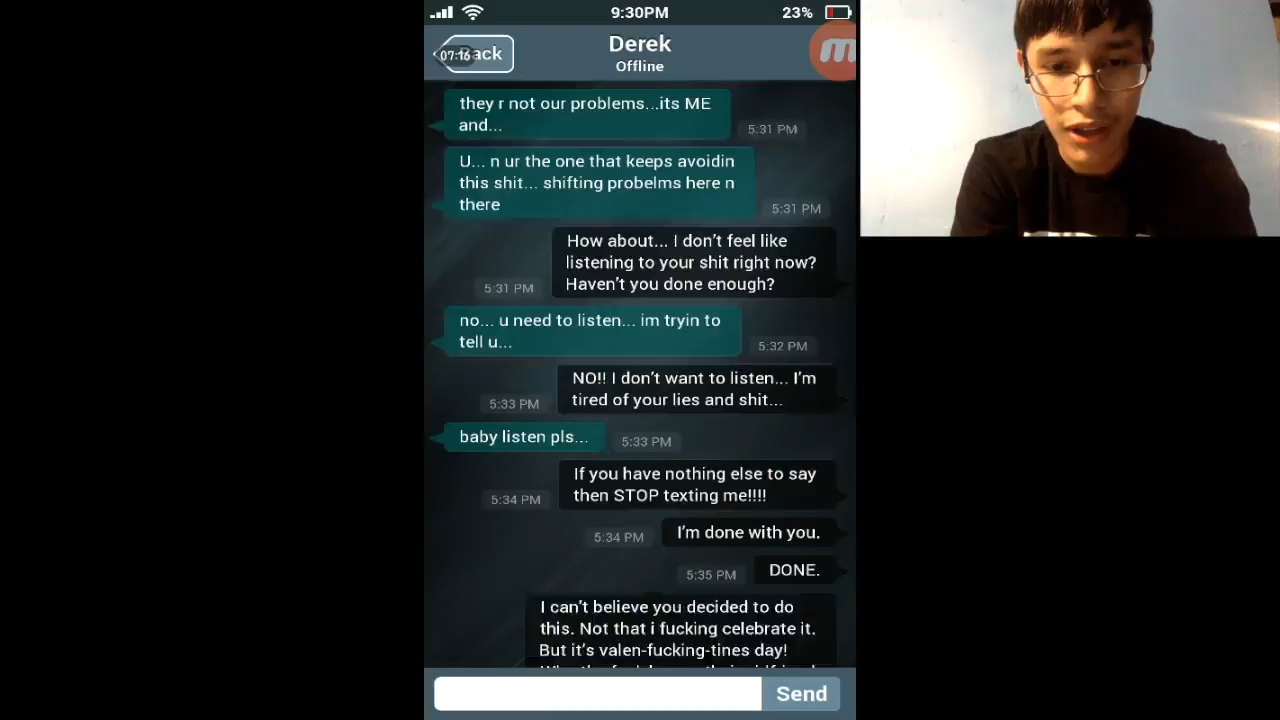 9:30PM
23%
07:16
ack
Derek
Offline
they r not our problems...its ME
and...
5:31 PM
U... n ur the one that keeps avoidin
this shit... shifting probelms here n
there
5:31 PM
How about... I don't feel like
listening to your shit right now?
Haven't you done enough?
5:31 PM
no... u need to listen... im tryin to
tell u...
5:32 PM
NO!! I don't want to listen... I'm
tired of your lies and shit...
5:33 PM
baby listen pls...
5:33 PM
If you have nothing else to say
then STOP texting me!!!!
5:34 PM
I'm done with you.
5:34 PM
DONE.
5:35 PM
I can't believe you decided to do
this. Not that i fucking celebrate it.
But it's valen-fucking-tines day!
Send